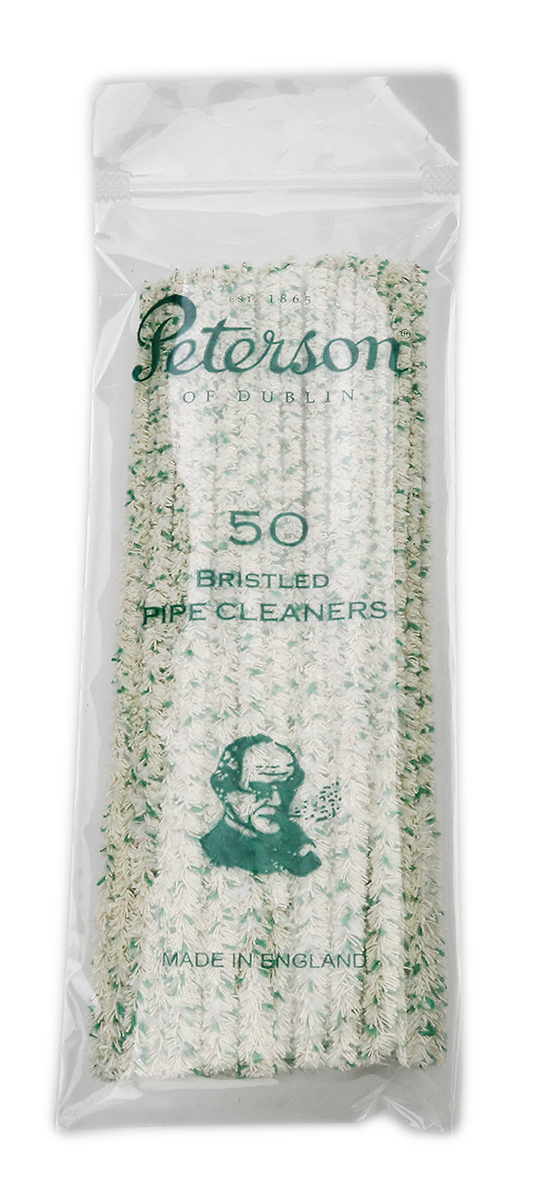 EST. 1865
Peterson®
OF DUBLIN
50
BRISTLED
PIPE CLEANERS
MADE IN ENGLAND